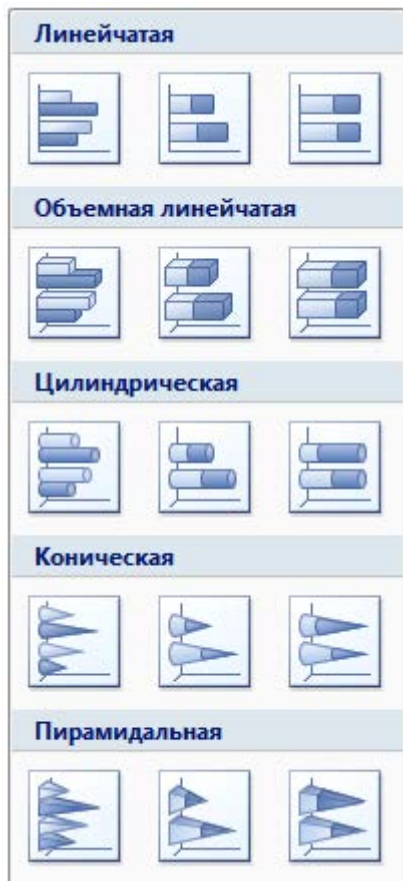 Линейчатая
Объемная линейчатая
Цилиндрическая
Коническая
Пирамидальная